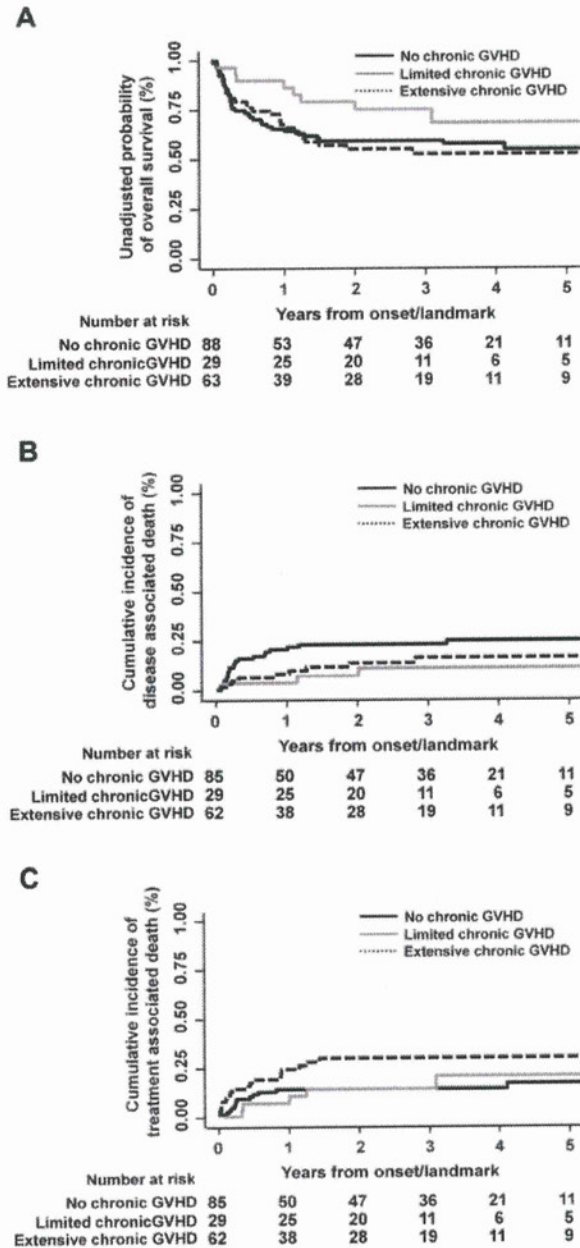 A
Unadjusted probability
of overall survival (%)
1.00
0.75
0.50
0.25
0.00
No chronic GVHD
Limited chronic GVHD
Extensive chronic GVHD
0 1 2 3 4 5
Years from onset/landmark
Number at risk
No chronic GVHD 88 53 47 36 21 11
Limited chronicGVHD 29 25 20 11 6 5
Extensive chronic GVHD 63 39 28 19 11 9
B
Cumulative incidence of
disease associated death (%)
1.00
0.75
0.50
0.25
0.00
No chronic GVHD
Limited chronic GVHD
Extensive chronic GVHD
0 1 2 3 4 5
Years from onset/landmark
Number at risk
No chronic GVHD 85 50 47 36 21 11
Limited chronicGVHD 29 25 20 11 6 5
Extensive chronic GVHD 62 38 28 19 11 9
C
Cumulative incidence of
treatment associated death (%)
1.00
0.75
0.50
0.25
0.00
No chronic GVHD
Limited chronic GVHD
Extensive chronic GVHD
0 1 2 3 4 5
Years from onset/landmark
Number at risk
No chronic GVHD 85 50 47 36 21 11
Limited chronicGVHD 29 25 20 11 6 5
Extensive chronic GVHD 62 38 28 19 11 9